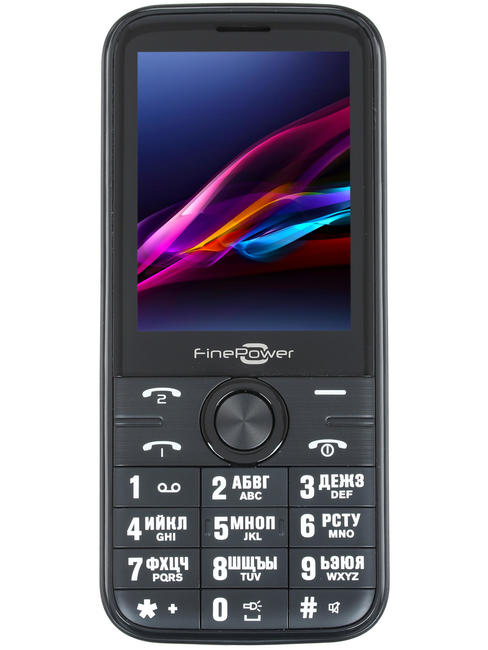 FinePower
2
1
1
2 АБВГ ABC
3 ДЕЖЗ DEF
4 ИЙКЛ GHI
5 МНОП JKL
6 РСТУ MNO
7 ФХЦЧ PQRS
8 ШЩЪЫ TUV
9 ЬЭЮЯ WXYZ
* +
0
#